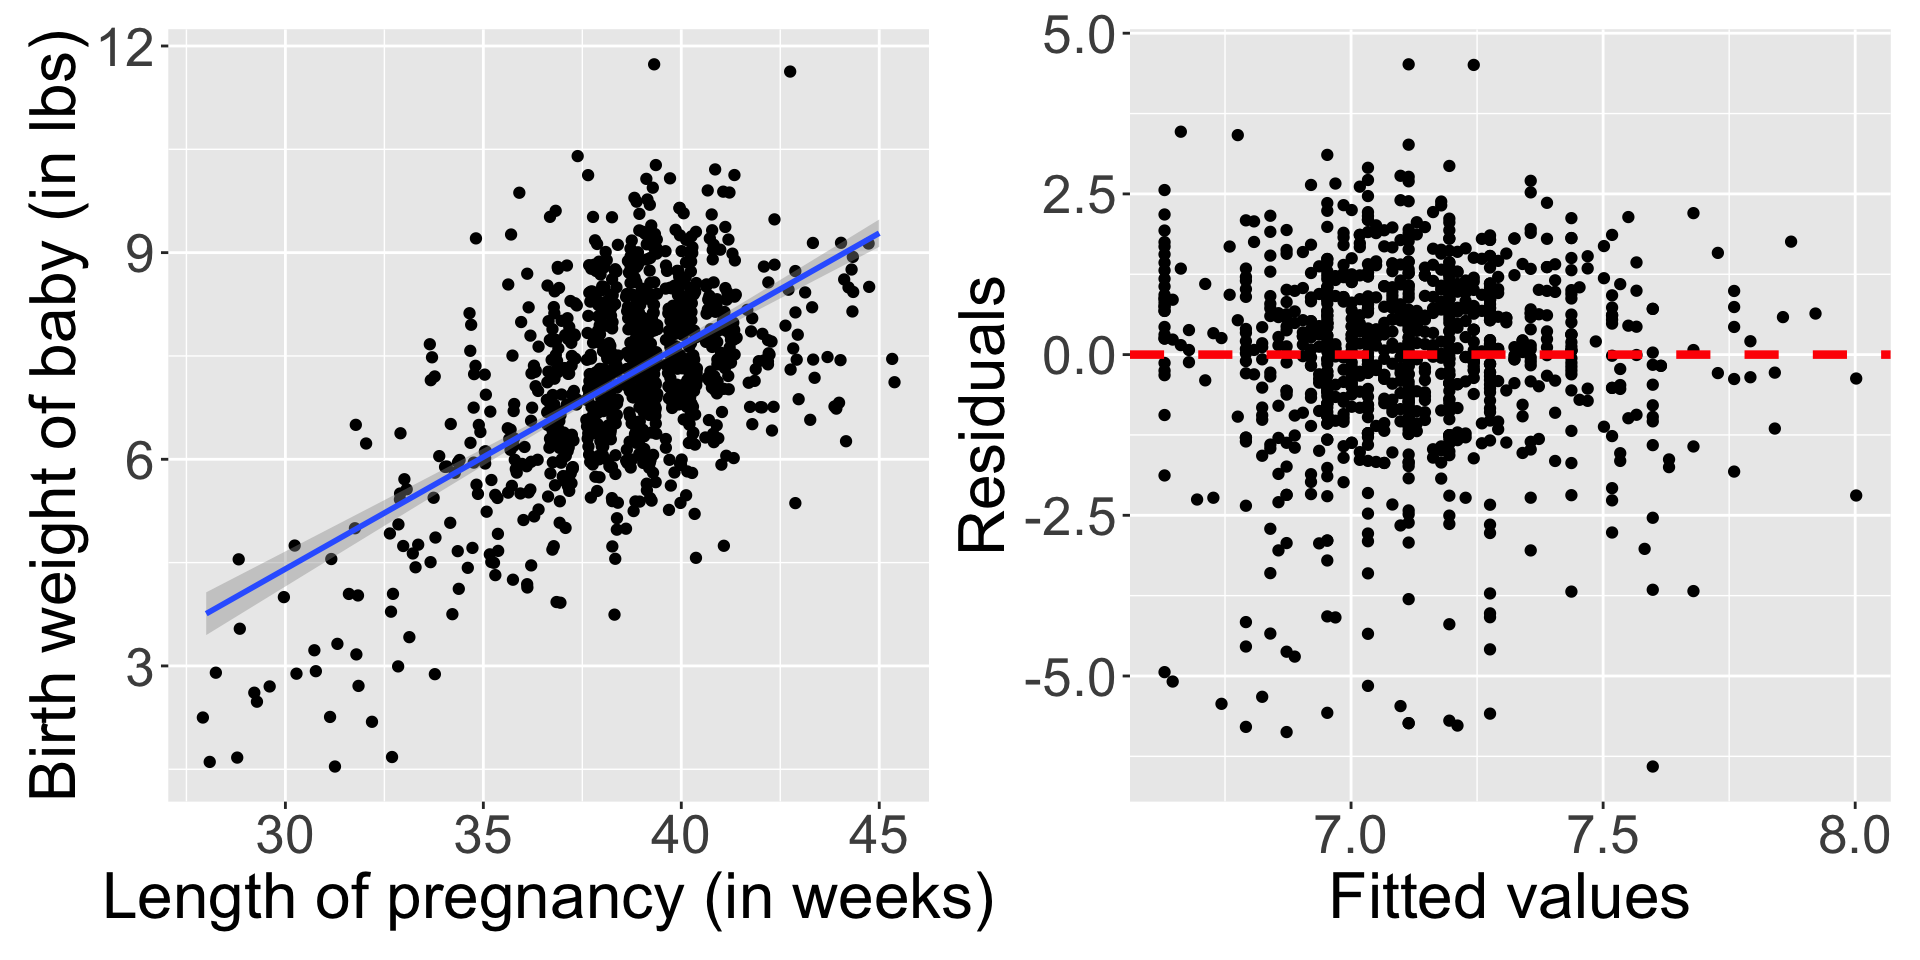 Birth weight of baby (in lbs)
12
9
6
3
30 35 40 45
Length of pregnancy (in weeks)
Residuals
5.0
2.5
0.0
-2.5
-5.0
7.0 7.5 8.0
Fitted values